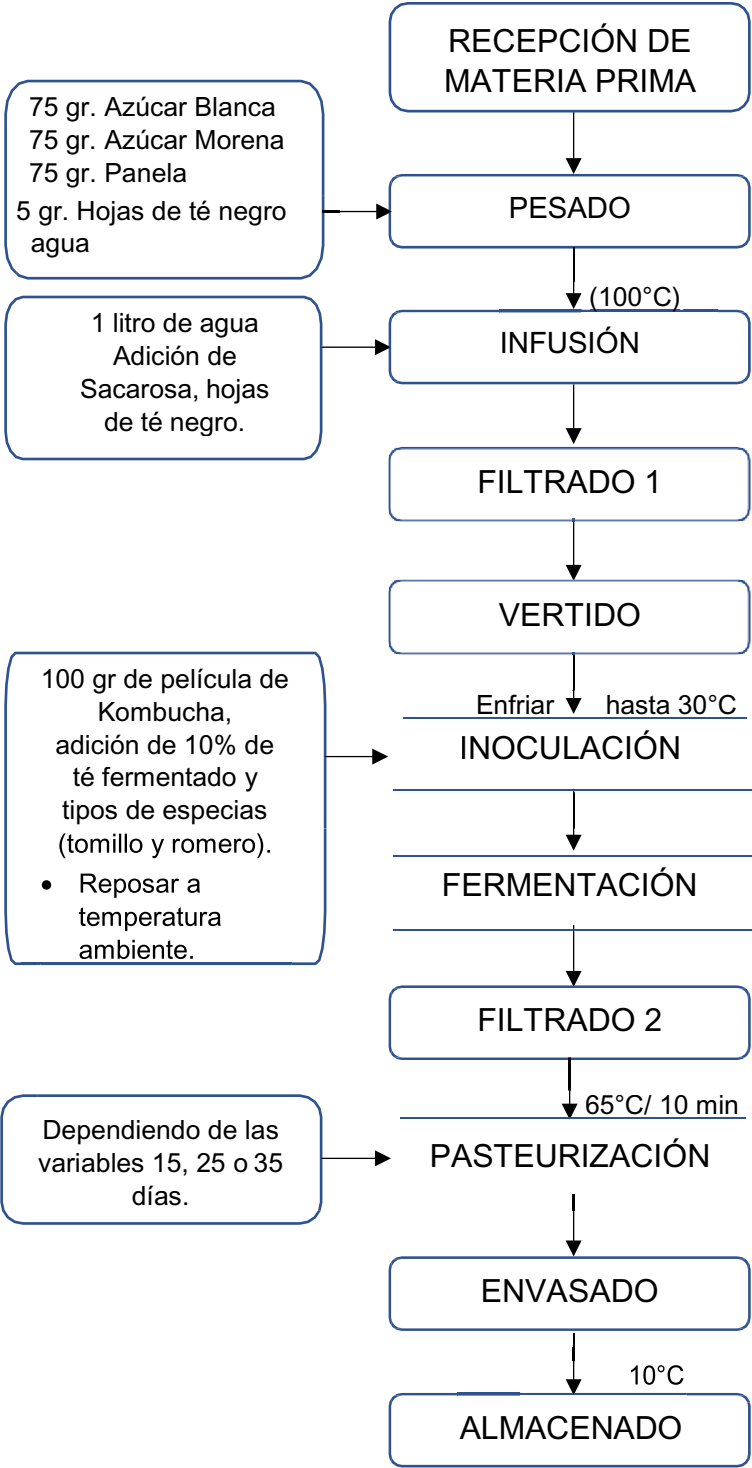 RECEPCIÓN DE
MATERIA PRIMA
75 gr. Azúcar Blanca
75 gr. Azúcar Morena
75 gr. Panela
5 gr. Hojas de té negro
agua
PESADO
(100°C)
1 litro de agua
Adición de
Sacarosa, hojas
de té negro.
INFUSIÓN
FILTRADO 1
VERTIDO
Enfriar hasta 30°C
100 gr de película de
Kombucha,
adición de 10% de
té fermentado y
tipos de especias
(tomillo y romero).
• Reposar a
temperatura
ambiente.
INOCULACIÓN
FERMENTACIÓN
FILTRADO 2
65°C/ 10 min
Dependiendo de las
variables 15, 25 o 35
días.
PASTEURIZACIÓN
ENVASADO
10°C
ALMACENADO